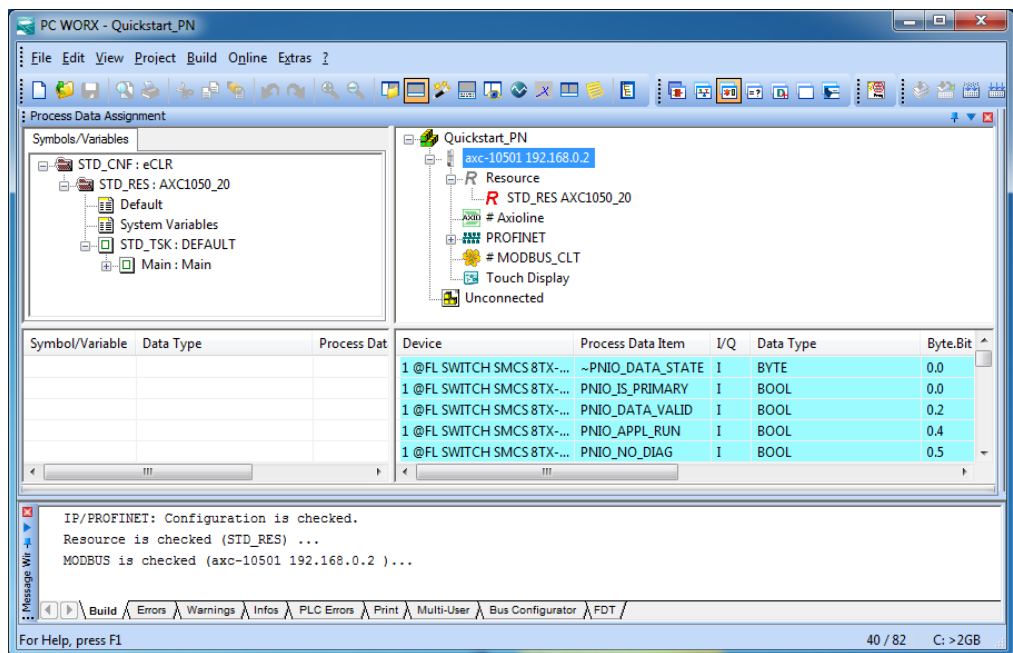 PC WORX - Quickstart_PN
File Edit View Project Build Online Extras ?
Process Data Assignment
Symbols/Variables
STD_CNF : eCLR
STD_RES : AXC1050_20
Default
System Variables
STD_TSK : DEFAULT
Main : Main
Quickstart_PN
axc-10501 192.168.0.2
Resource
STD_RES AXC1050_20
AXIO # Axioline
PROFINET
# MODBUS_CLT
Touch Display
Unconnected
Symbol/Variable Data Type Process Dat
Device Process Data Item I/Q Data Type Byte.Bit
1 @FL SWITCH SMCS 8TX-... ~PNIO_DATA_STATE I BYTE 0.0
1 @FL SWITCH SMCS 8TX-... PNIO_IS_PRIMARY I BOOL 0.0
1 @FL SWITCH SMCS 8TX-... PNIO_DATA_VALID I BOOL 0.2
1 @FL SWITCH SMCS 8TX-... PNIO_APPL_RUN I BOOL 0.4
1 @FL SWITCH SMCS 8TX-... PNIO_NO_DIAG I BOOL 0.5
Message Wir
IP/PROFINET: Configuration is checked.
Resource is checked (STD_RES) ...
MODBUS is checked (axc-10501 192.168.0.2 )...
Build Errors Warnings Infos PLC Errors Print Multi-User Bus Configurator FDT
For Help, press F1 40 / 82 C: >2GB